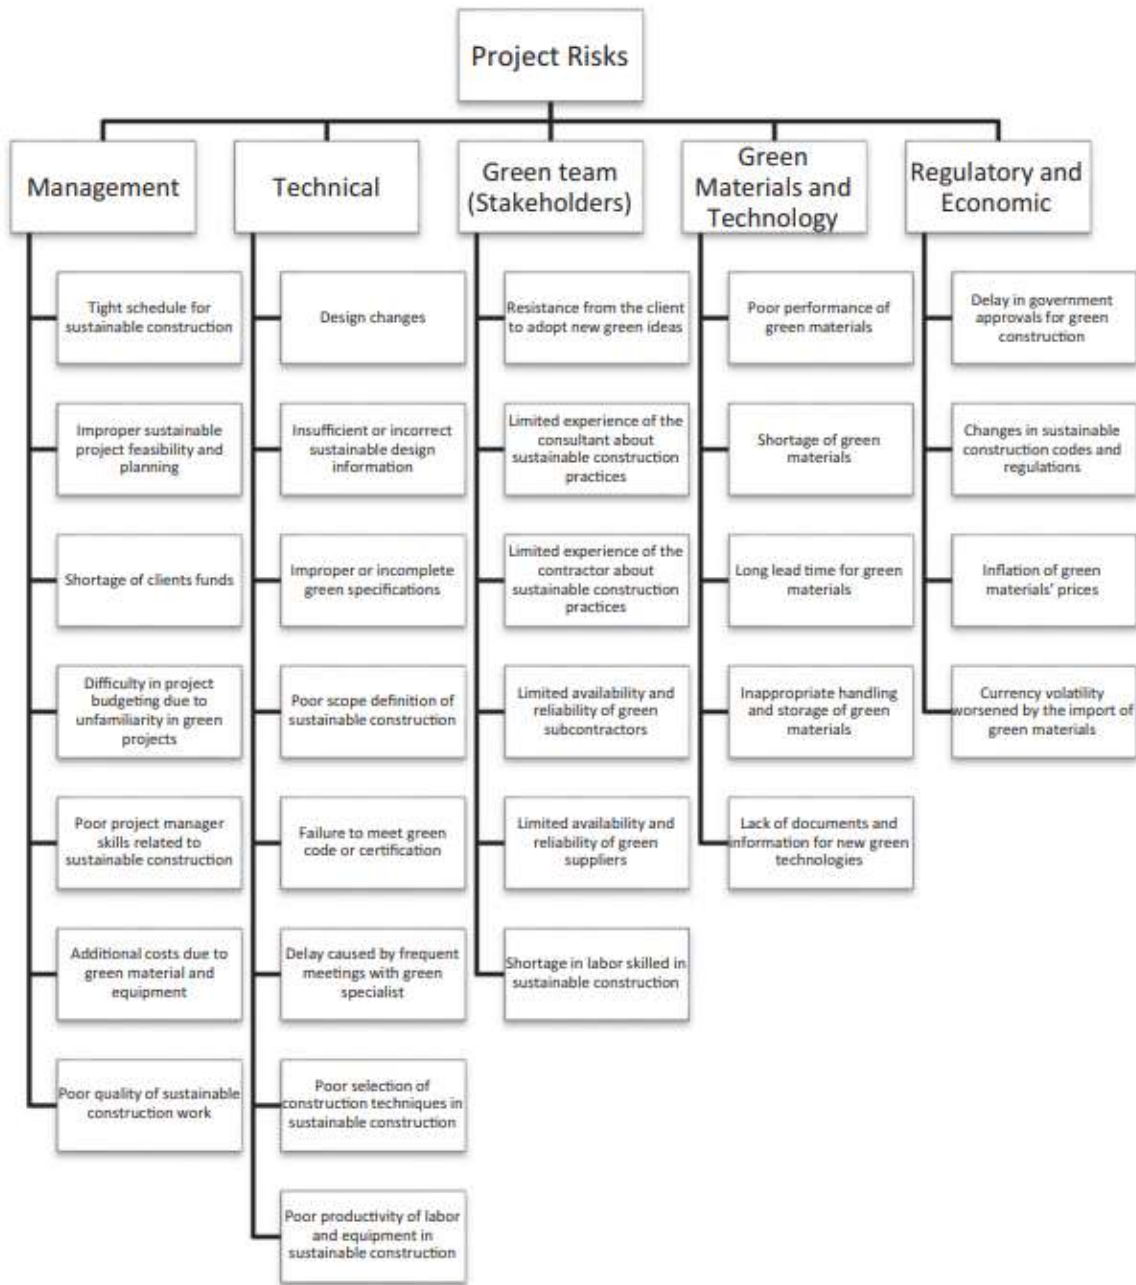 Project Risks
Management
Tight schedule for
sustainable construction
Improper sustainable
project feasibility and
planning
Shortage of clients funds
Difficulty in project
budgeting due to
unfamiliarity in green
projects
Poor project manager
skills related to
sustainable construction
Additional costs due to
green material and
equipment
Poor quality of sustainable
construction work
Technical
Design changes
Insufficient or incorrect
sustainable design
information
Improper or incomplete
green specifications
Poor scope definition of
sustainable construction
Failure to meet green
code or certification
Delay caused by frequent
meetings with green
specialist
Poor selection of
construction techniques in
sustainable construction
Poor productivity of labor
and equipment in
sustainable construction
Green team
(Stakeholders)
Resistance from the client
to adopt new green ideas
Limited experience of the
consultant about
sustainable construction
practices
Limited experience of the
contractor about
sustainable construction
practices
Limited availability and
reliability of green
subcontractors
Limited availability and
reliability of green
suppliers
Shortage in labor skilled in
sustainable construction
Green
Materials and
Technology
Poor performance of
green materials
Shortage of green
materials
Long lead time for green
materials
Inappropriate handling
and storage of green
materials
Lack of documents and
information for new green
technologies
Regulatory and
Economic
Delay in government
approvals for green
construction
Changes in sustainable
construction codes and
regulations
Inflation of green
materials' prices
Currency volatility
worsened by the import of
green materials